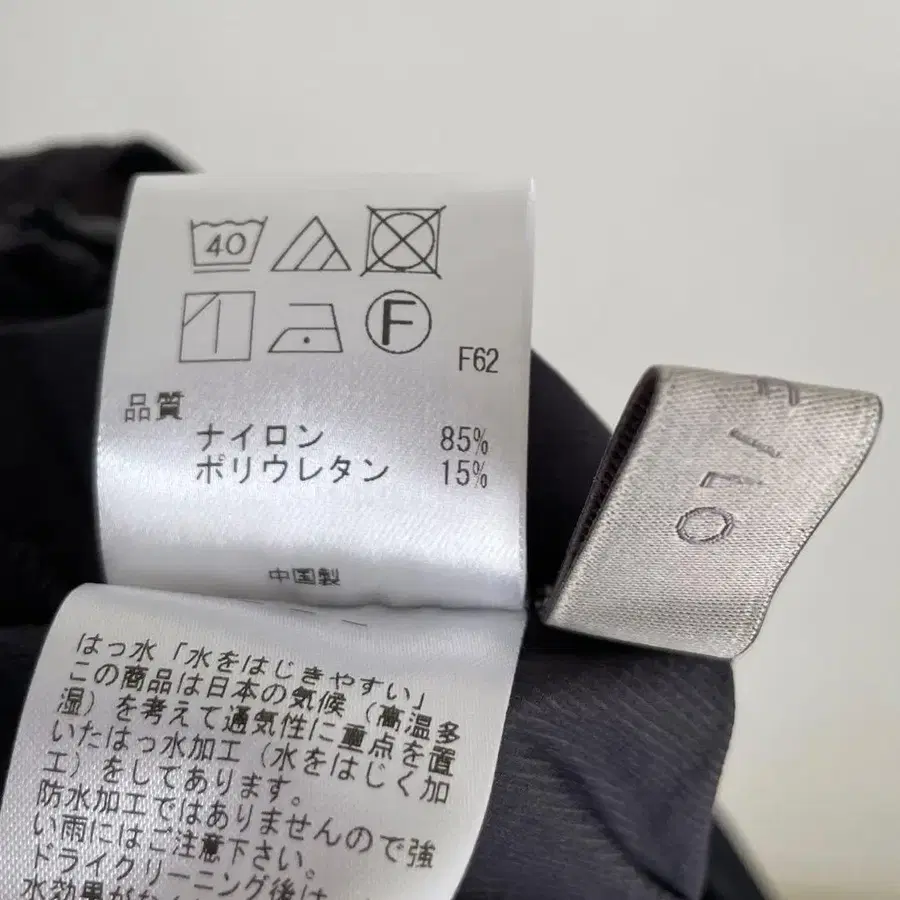 40
F
F62
品質
ナイロン 85%
ポリウレタン 15%
中国製
はっ水「水をはじきやすい」
この商品は日本の気候(高温多
湿)を考えて通気性に重点を置
いたはっ水加工(水をはじく加
工)をしてあります。
防水加工ではありませんので強
い雨にはご注意下さい。
ドライクリーニング後は
水効果が